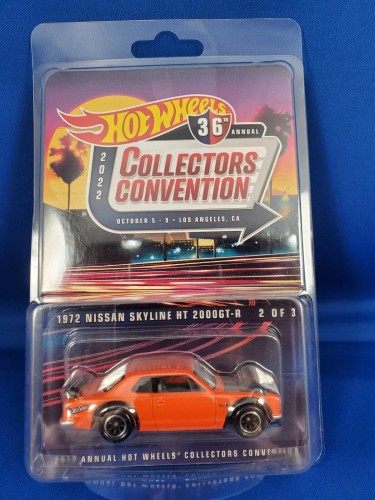 HOT WHEELS
36TH
ANNUAL
2022
COLLECTORS
CONVENTION
OCTOBER 5 - 9 • LOS ANGELES, CA
1972 NISSAN SKYLINE HT 2000GT-R 2 OF 3
36TH ANNUAL HOT WHEELS® COLLECTORS CONVENTION